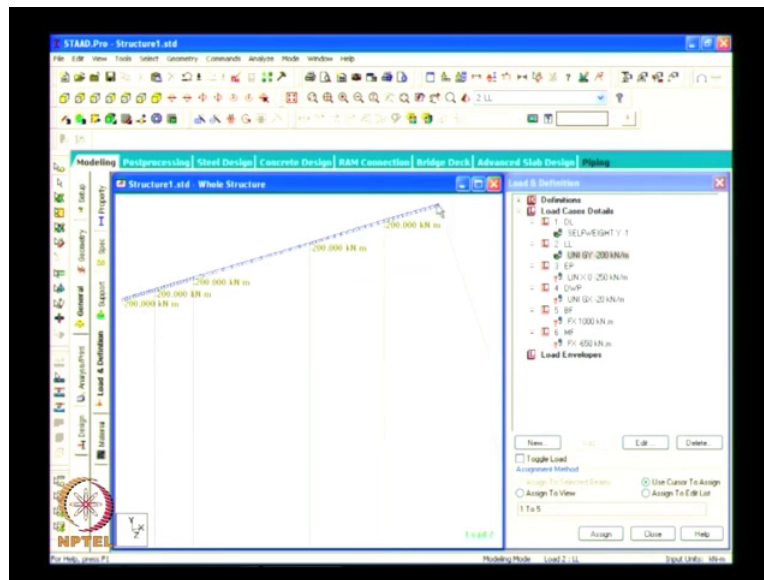 STAAD.Pro - Structure1.std
File Edit View Tools Select Geometry Commands Analyze Mode Window Help
2: LL
Modeling Postprocessing Steel Design Concrete Design RAM Connection Bridge Deck Advanced Slab Design Piping
Structure1.std - Whole Structure
Load & Definition
Setup
Property
Geometry
Spec
General
Support
Analysis/Print
Load & Definition
Design
Material
-200.000 kN m
-200.000 kN m
-200.000 kN m
-200.000 kN m
-200.000 kN m
Load 2
Definitions
Load Cases Details
1: DL
SELFWEIGHT Y -1
2: LL
UNI GY -200 kN/m
3: EP
4: DWP
UNI GX -20 kN/m
5: BF
FX 1000 kN,m
6: MF
FX -650 kN,m
Load Envelopes
New... Edit... Delete...
Toggle Load
Assignment Method
Assign To Selected Beams
Use Cursor To Assign
Assign To View
Assign To Edit List
1 To 5
Assign Close Help
NPTEL
For Help, press F1
Modeling Mode Load 2 : LL Input Units: kN-m